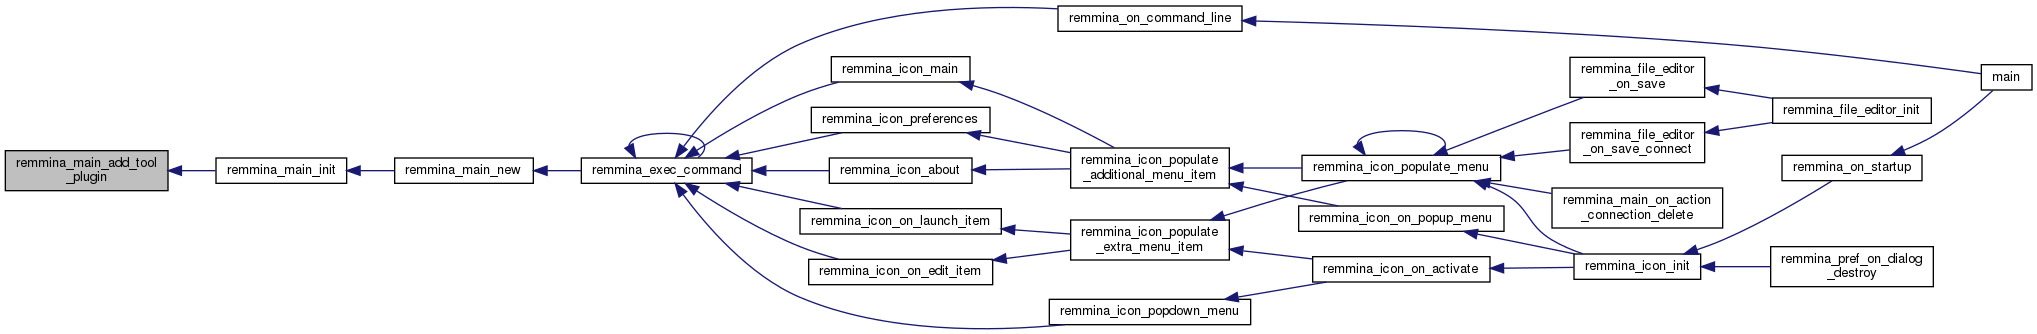 remmina_main_add_tool
_plugin
remmina_main_init
remmina_main_new
remmina_exec_command
remmina_on_command_line
remmina_icon_main
remmina_icon_preferences
remmina_icon_about
remmina_icon_on_launch_item
remmina_icon_on_edit_item
remmina_icon_popdown_menu
remmina_icon_populate
_additional_menu_item
remmina_icon_populate
_extra_menu_item
remmina_icon_populate_menu
remmina_icon_on_popup_menu
remmina_icon_on_activate
remmina_file_editor
_on_save
remmina_file_editor
_on_save_connect
remmina_main_on_action
_connection_delete
remmina_icon_init
remmina_file_editor_init
remmina_on_startup
remmina_pref_on_dialog
_destroy
main